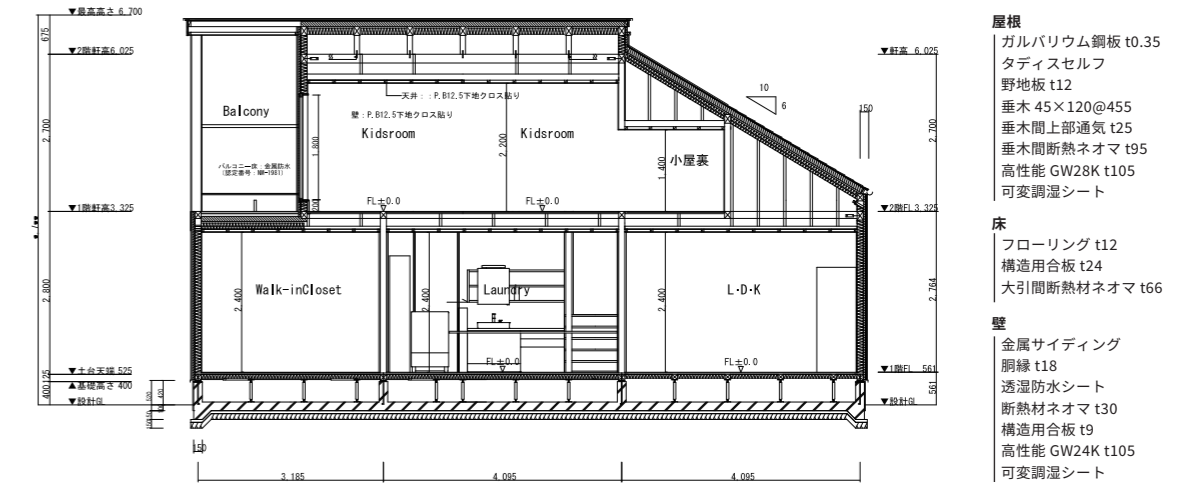 ▼最高高さ 6,700
675
▼2階軒高6,025
2,700
▼1階軒高3,325
2,800
▼土台天端 525
125
▲基礎高さ 400
400
▼設計GL
Balcony
バルコニー床:金属防水
(認定番号:NM-1981)
天井::P.B12.5下地クロス貼り
壁:P.B12.5下地クロス貼り
Kidsroom
Kidsroom
1,800
200
2,200
1,400
小屋裏
FL±0.0
FL±0.0
10
6
150
▼軒高 6,025
2,700
▼2階FL 3,325
2,764
▼1階FL 561
561
▼設計GL
Walk-inCloset
2,400
2,400
Laundry
FL±0.0
2,400
L・D・K
FL±0.0
150
3,185
4,095
4,095
屋根
ガルバリウム鋼板 t0.35
タディスセルフ
野地板 t12
垂木 45×120@455
垂木間上部通気 t25
垂木間断熱ネオマ t95
高性能 GW28K t105
可変調湿シート
床
フローリング t12
構造用合板 t24
大引間断熱材ネオマ t66
壁
金属サイディング
胴縁 t18
透湿防水シート
断熱材ネオマ t30
構造用合板 t9
高性能 GW24K t105
可変調湿シート